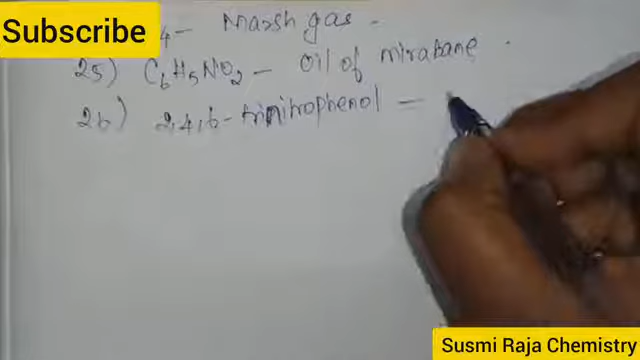 Subscribe
4 - Marsh gas .
25) C6H5NO2 - Oil of mirabane .
26) 2,4,6 - trinitrophenol -
Susmi Raja Chemistry